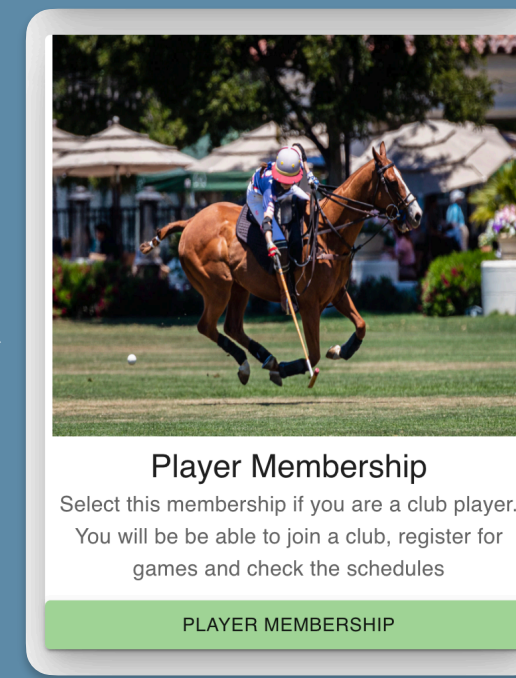 Player Membership
Select this membership if you are a club player.
You will be be able to join a club, register for
games and check the schedules
PLAYER MEMBERSHIP